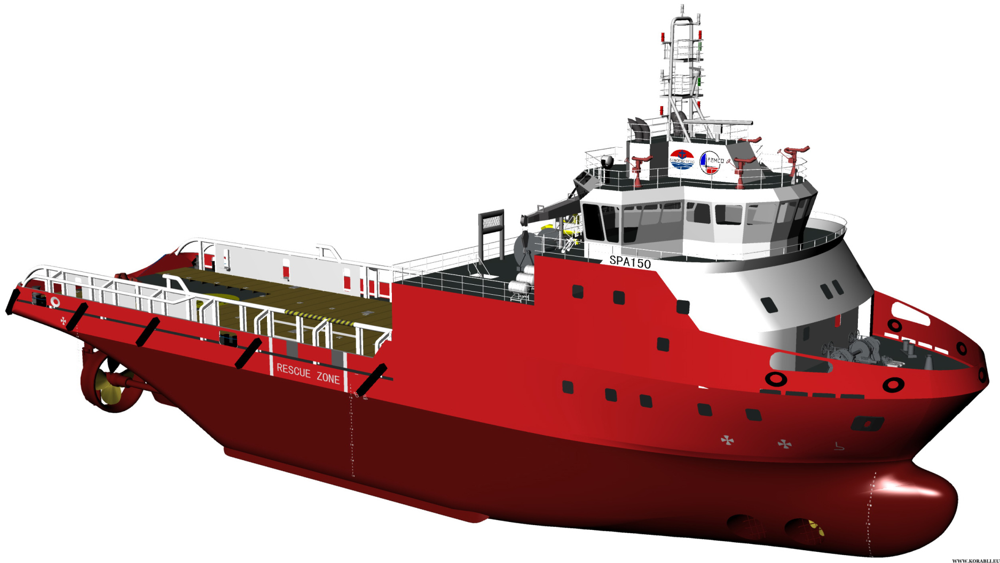 SINOPACIFIC
FEMCO
SPA150
RESCUE ZONE
WWW.KORABLI.EU